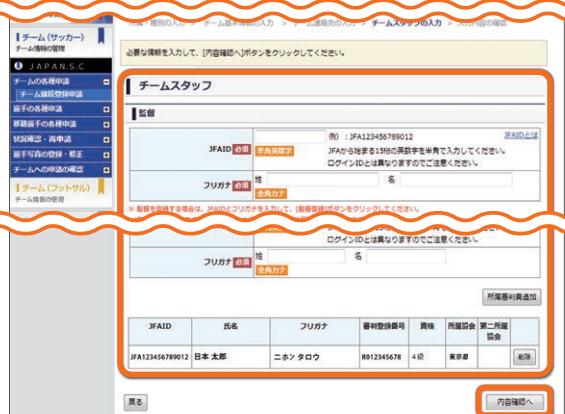 チーム（サッカー）
チーム情報の管理
JAPAN.S.C
チームの各種申請
チーム継続登録申請
選手の各種申請
移籍選手の各種申請
状況確認・再申請
選手写真の登録・修正
チームへの申請の確認
チーム（フットサル）
チーム情報の管理
チーム基本情報の入力 > チーム連絡先の入力 > チームスタッフの入力 > 入力内容の確認
必要な情報を入力して、[内容確認へ]ボタンをクリックしてください。
チームスタッフ
監督
JFAID 必須 半角英数字
例）：JFA123456789012 JFAIDとは
JFAから始まる15桁の英数字を半角で入力してください。
ログインIDとは異なりますのでご注意ください。
フリガナ 必須 姓 名
全角カナ
※ 監督を登録する場合は、JFAIDとフリガナを入力して、[監督登録]ボタンをクリックしてください。
ログインIDとは異なりますのでご注意ください。
フリガナ 必須 姓 名
全角カナ
所属審判員追加
JFAID 氏名 フリガナ 審判登録番号 資格 所属協会 第二所属協会
JFA123456789012 日本 太郎 ニホン タロウ R012345678 4級 東京都 削除
戻る 内容確認へ